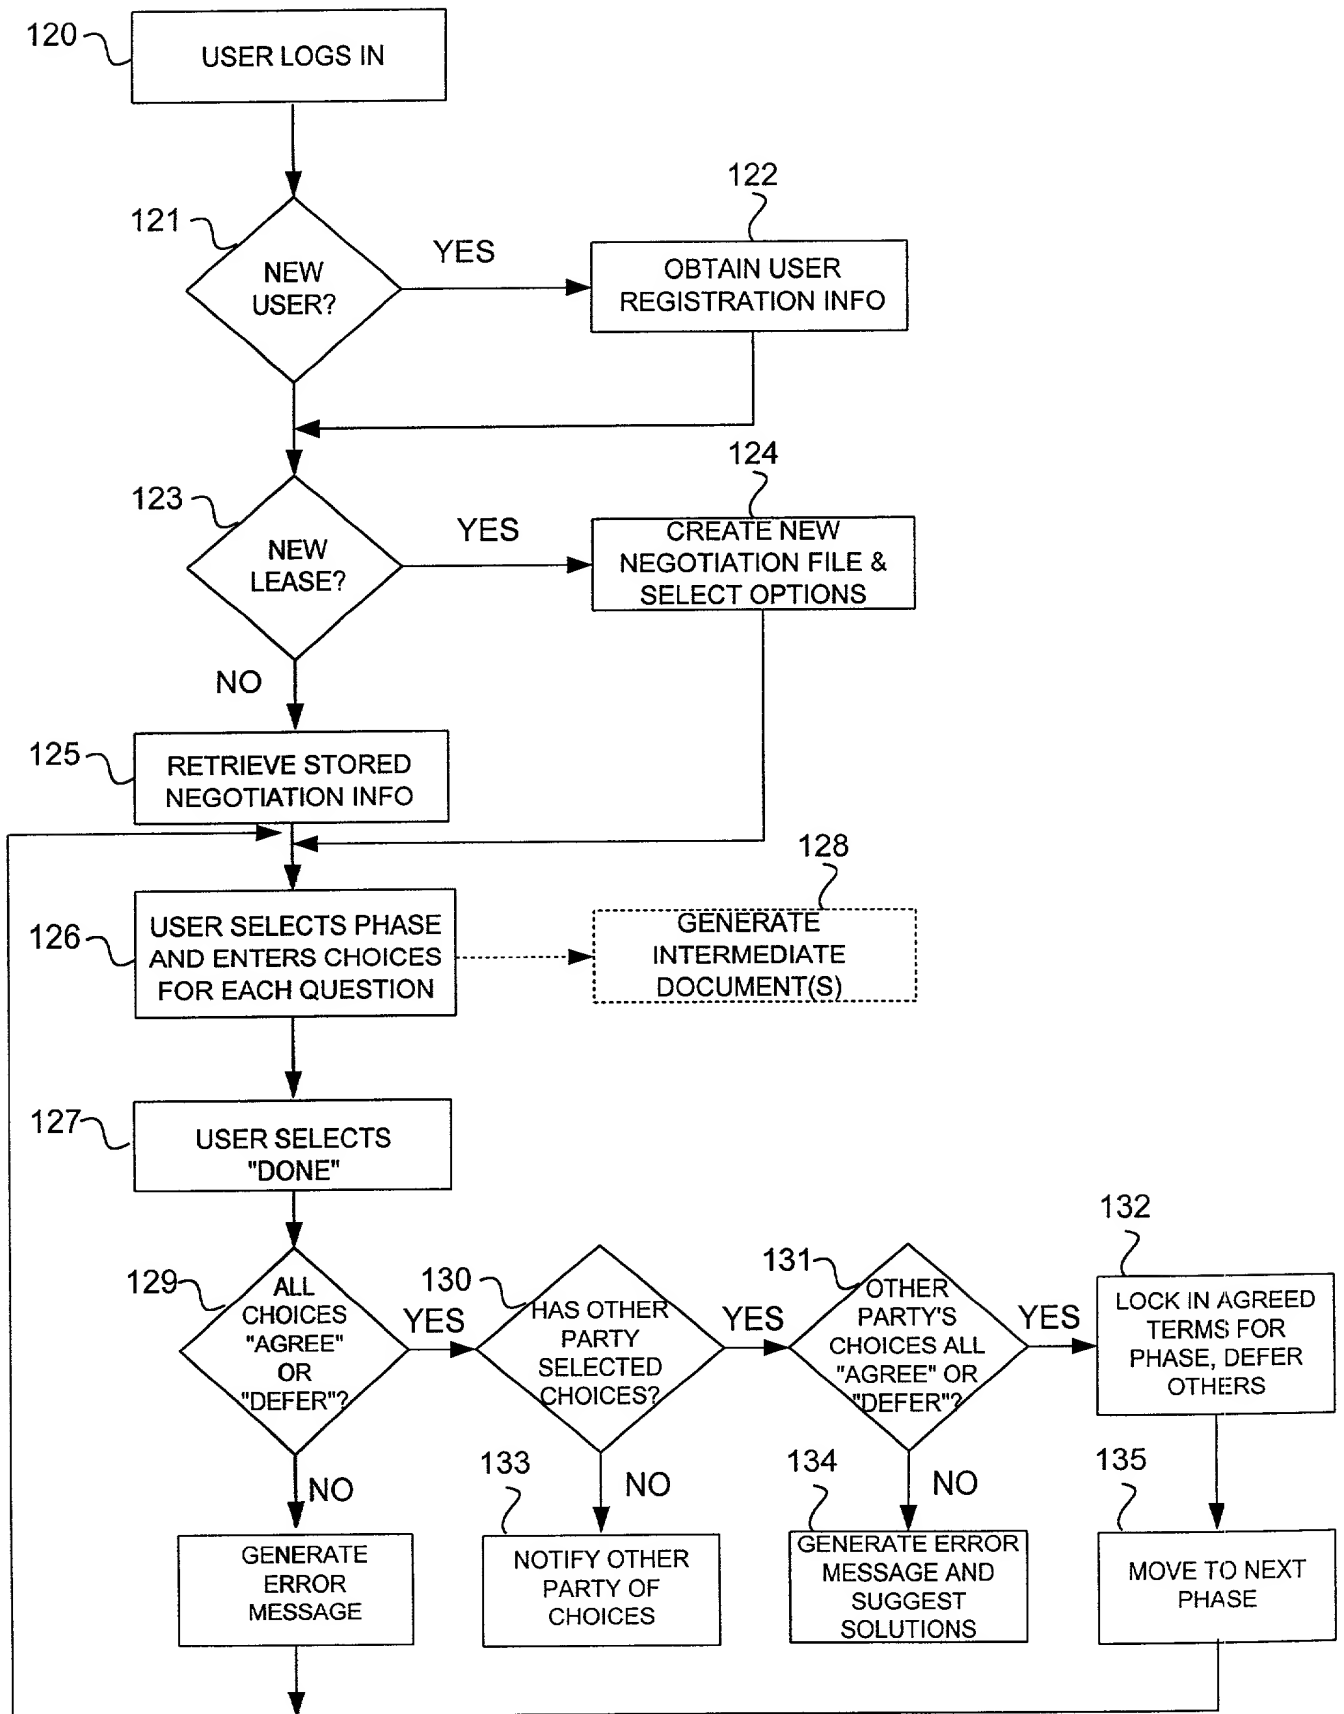 120
USER LOGS IN
121
NEW
USER?
YES
122
OBTAIN USER
REGISTRATION INFO
123
NEW
LEASE?
YES
124
CREATE NEW
NEGOTIATION FILE &
SELECT OPTIONS
NO
125
RETRIEVE STORED
NEGOTIATION INFO
126
USER SELECTS PHASE
AND ENTERS CHOICES
FOR EACH QUESTION
128
GENERATE
INTERMEDIATE
DOCUMENT(S)
127
USER SELECTS
"DONE"
129
ALL
CHOICES
"AGREE"
OR
"DEFER"?
YES
130
HAS OTHER
PARTY
SELECTED
CHOICES?
YES
131
OTHER
PARTY'S
CHOICES ALL
"AGREE" OR
"DEFER"?
YES
132
LOCK IN AGREED
TERMS FOR
PHASE, DEFER
OTHERS
NO
GENERATE
ERROR
MESSAGE
133
NO
NOTIFY OTHER
PARTY OF
CHOICES
134
NO
GENERATE ERROR
MESSAGE AND
SUGGEST
SOLUTIONS
135
MOVE TO NEXT
PHASE